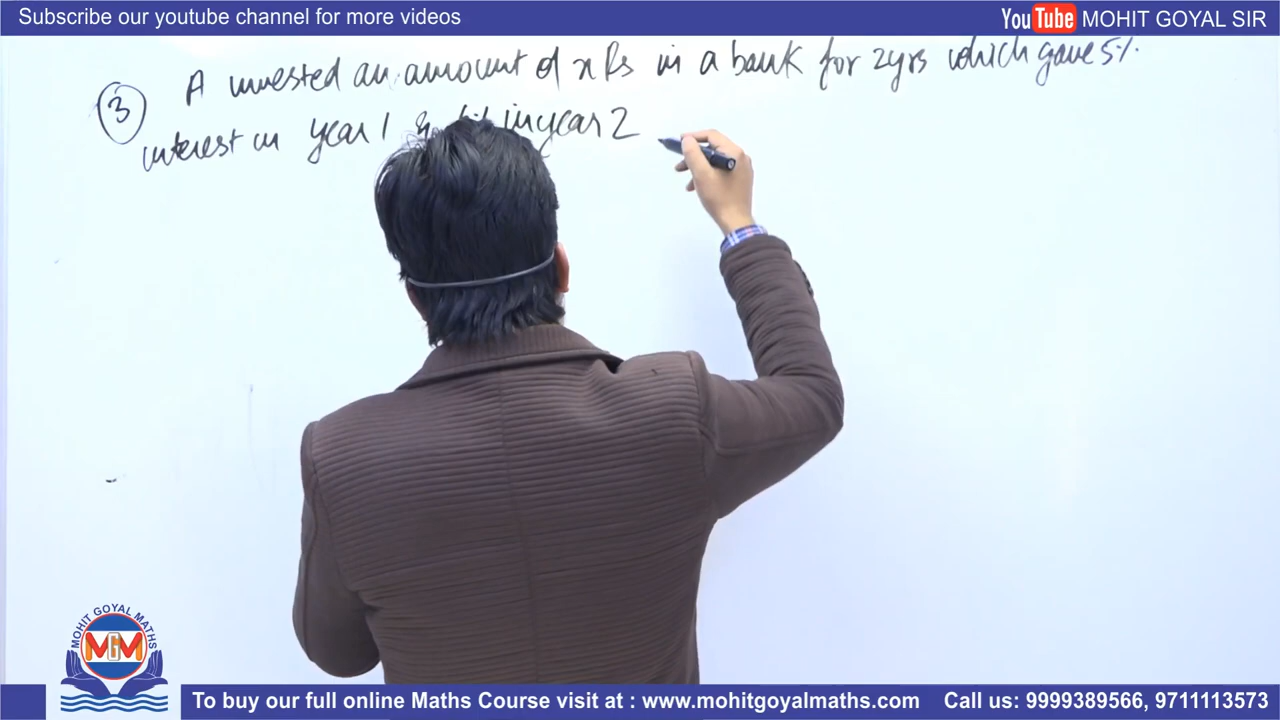 Subscribe our youtube channel for more videos
YouTube MOHIT GOYAL SIR
3 A invested an amount of x Rs in a bank for 2yrs which gave 5%
interest in year 1 in year 2
MOHIT GOYAL MATHS
MGM
To buy our full online Maths Course visit at : www.mohitgoyalmaths.com Call us: 9999389566, 9711113573